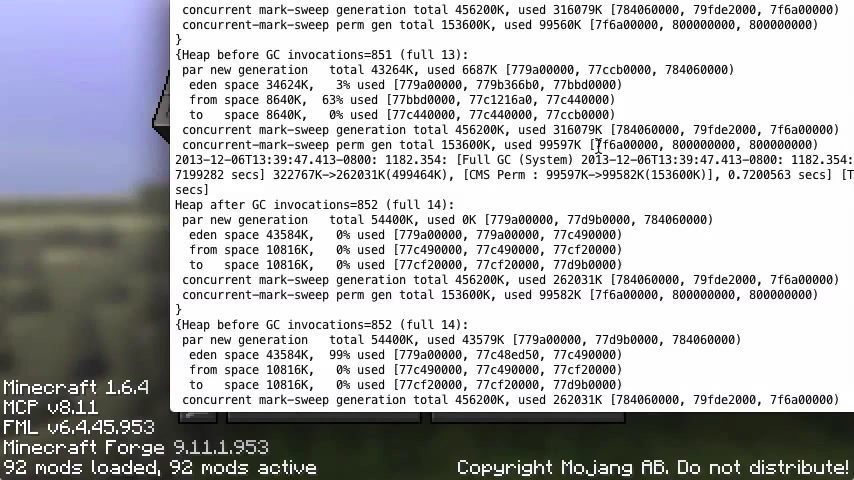 concurrent mark-sweep generation total 456200K, used 316079K [784060000, 79fde2000, 7f6a00000)
concurrent-mark-sweep perm gen total 153600K, used 99560K [7f6a00000, 800000000, 800000000)
}
{Heap before GC invocations=851 (full 13):
par new generation   total 43264K, used 6687K [779a00000, 77ccb0000, 784060000)
eden space 34624K,   3% used [779a00000, 779b366b0, 77bbd0000)
from space 8640K,  63% used [77bbd0000, 77c1216a0, 77c440000)
to   space 8640K,   0% used [77c440000, 77c440000, 77ccb0000)
concurrent mark-sweep generation total 456200K, used 316079K [784060000, 79fde2000, 7f6a00000)
concurrent-mark-sweep perm gen total 153600K, used 99597K [7f6a00000, 800000000, 800000000)
2013-12-06T13:39:47.413-0800: 1182.354: [Full GC (System) 2013-12-06T13:39:47.413-0800: 1182.354:
7199282 secs] 322767K->262031K(499464K), [CMS Perm : 99597K->99582K(153600K)], 0.7200563 secs] [T
secs]
Heap after GC invocations=852 (full 14):
par new generation   total 54400K, used 0K [779a00000, 77d9b0000, 784060000)
eden space 43584K,   0% used [779a00000, 779a00000, 77c490000)
from space 10816K,   0% used [77c490000, 77c490000, 77cf20000)
to   space 10816K,   0% used [77cf20000, 77cf20000, 77d9b0000)
concurrent mark-sweep generation total 456200K, used 262031K [784060000, 79fde2000, 7f6a00000)
concurrent-mark-sweep perm gen total 153600K, used 99582K [7f6a00000, 800000000, 800000000)
}
{Heap before GC invocations=852 (full 14):
par new generation   total 54400K, used 43579K [779a00000, 77d9b0000, 784060000)
eden space 43584K,  99% used [779a00000, 77c48ed50, 77c490000)
from space 10816K,   0% used [77c490000, 77c490000, 77cf20000)
to   space 10816K,   0% used [77cf20000, 77cf20000, 77d9b0000)
concurrent mark-sweep generation total 456200K, used 262031K [784060000, 79fde2000, 7f6a00000)
Minecraft 1.6.4
MCP v8.11
FML v6.4.45.953
Minecraft Forge 9.11.1.953
92 mods loaded, 92 mods active
Copyright Mojang AB. Do not distribute!